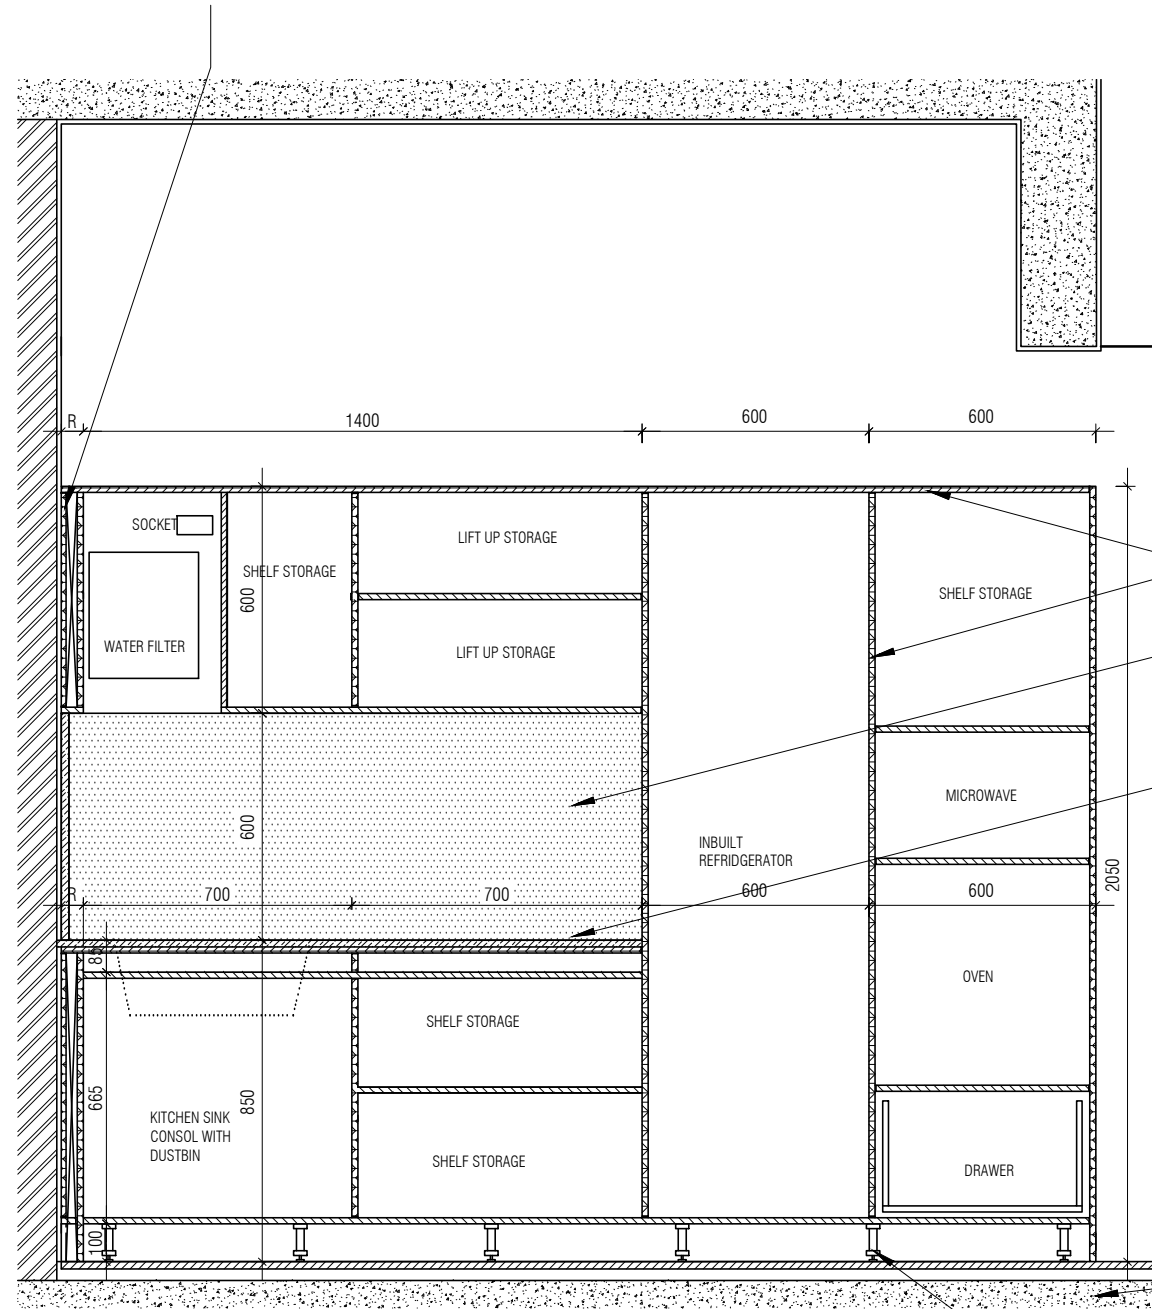 R
1400
600
600
SOCKET
LIFT UP STORAGE
SHELF STORAGE
600
SHELF STORAGE
WATER FILTER
LIFT UP STORAGE
MICROWAVE
600
INBUILT
REFRIDGERATOR
2050
R
700
700
600
600
85
OVEN
SHELF STORAGE
665
850
KITCHEN SINK
CONSOL WITH
DUSTBIN
SHELF STORAGE
DRAWER
100